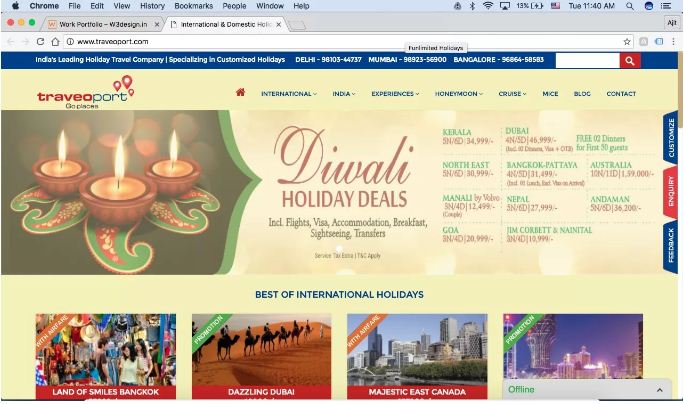 Chrome File Edit View History Bookmarks People Window Help 13% Tue 11:40 AM
Work Portfolio – W3design.in × International & Domestic Holid × Ajit
www.traveoport.com
Funlimited Holidays
India's Leading Holiday Travel Company | Specializing in Customized Holidays DELHI - 98103-44737 MUMBAI - 98923-56900 BANGALORE - 96864-58583
traveoport
Go places
INTERNATIONAL INDIA EXPERIENCES HONEYMOON CRUISE MICE BLOG CONTACT
Diwali
HOLIDAY DEALS
Incl. Flights, Visa, Accommodation, Breakfast,
Sightseeing, Transfers
Service Tax Extra | T&C Apply
KERALA
5N/6D|34,999/-
DUBAI
4N/5D|46,999/-
(Incl. 02 Dinners, Visa + OTB)
FREE 02 Dinners
for First 50 guests
NORTH EAST
5N/6D|30,999/-
BANGKOK-PATTAYA
4N/5D|31,499/-
(Incl. 01 Lunch, Excl. Visa on Arrival)
AUSTRALIA
10N/11D|1,59,000/-
MANALI by Volvo
3N/4D|12,499/-
(Couple)
NEPAL
5N/6D|27,999/-
ANDAMAN
5N/6D|36,200/-
GOA
3N/4D|20,999/-
JIM CORBETT & NAINITAL
3N/4D|10,999/-
CUSTOMIZE
ENQUIRY
FEEDBACK
BEST OF INTERNATIONAL HOLIDAYS
WITH AIRFARE
PROMOTION
WITH AIRFARE
PROMOTION
LAND OF SMILES BANGKOK
DAZZLING DUBAI
MAJESTIC EAST CANADA
Offline